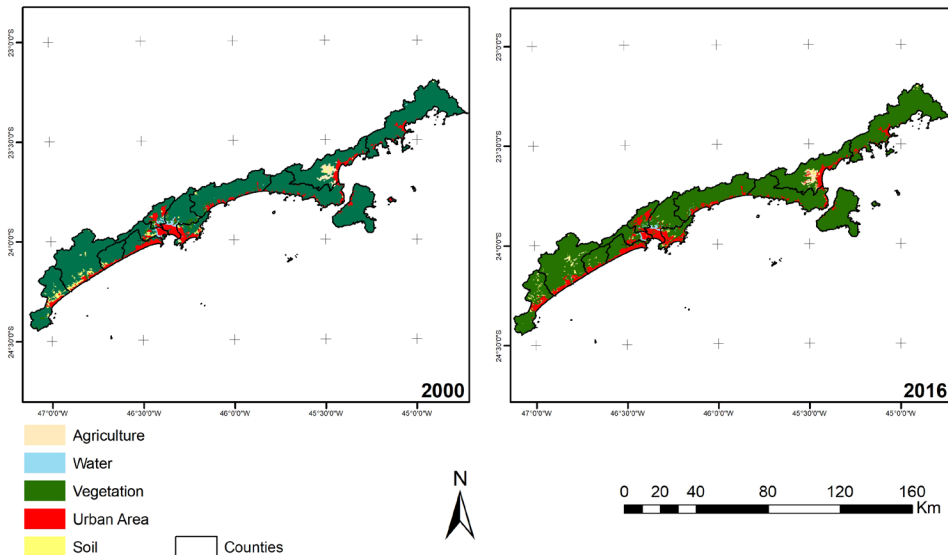 23°0'0"S
23°30'0"S
24°0'0"S
24°30'0"S
2000
47°0'0"W
46°30'0"W
46°0'0"W
45°30'0"W
45°0'0"W
23°0'0"S
23°30'0"S
24°0'0"S
24°30'0"S
2016
47°0'0"W
46°30'0"W
46°0'0"W
45°30'0"W
45°0'0"W
Agriculture
Water
Vegetation
Urban Area
Soil
Counties
N
0 20 40 80 120 160
Km